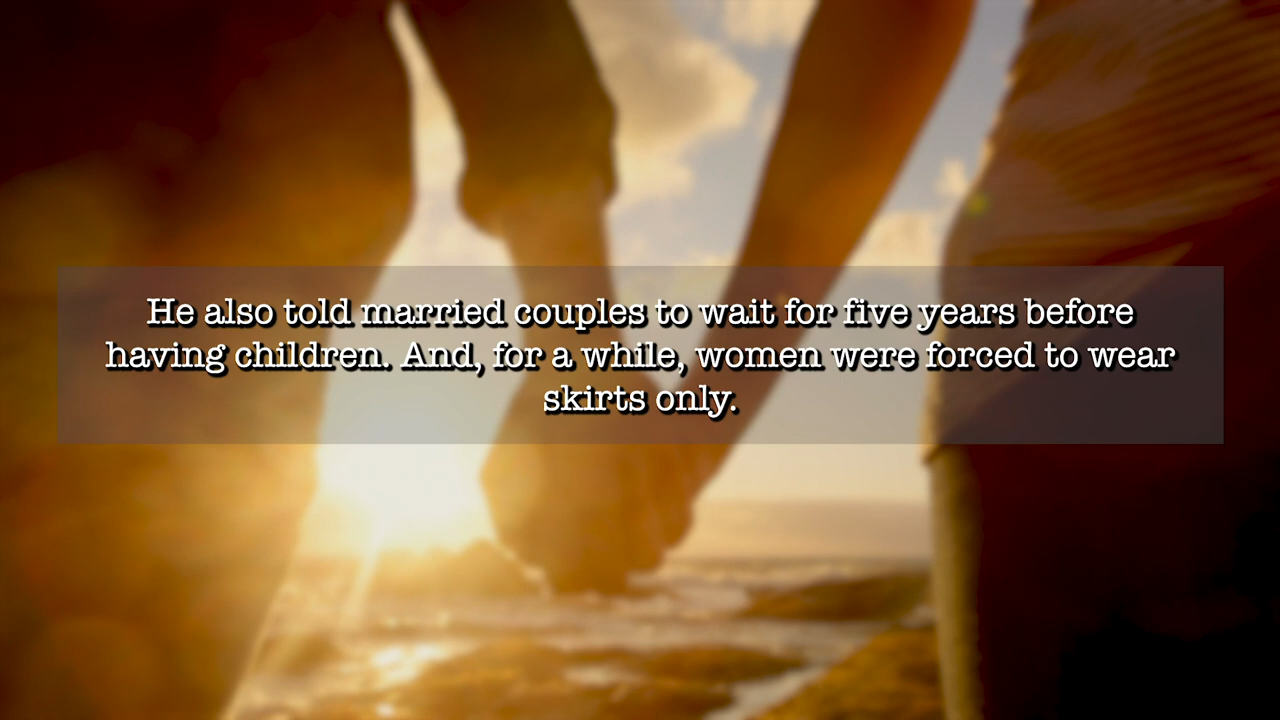 He also told married couples to wait for five years before
having children. And, for a while, women were forced to wear
skirts only.